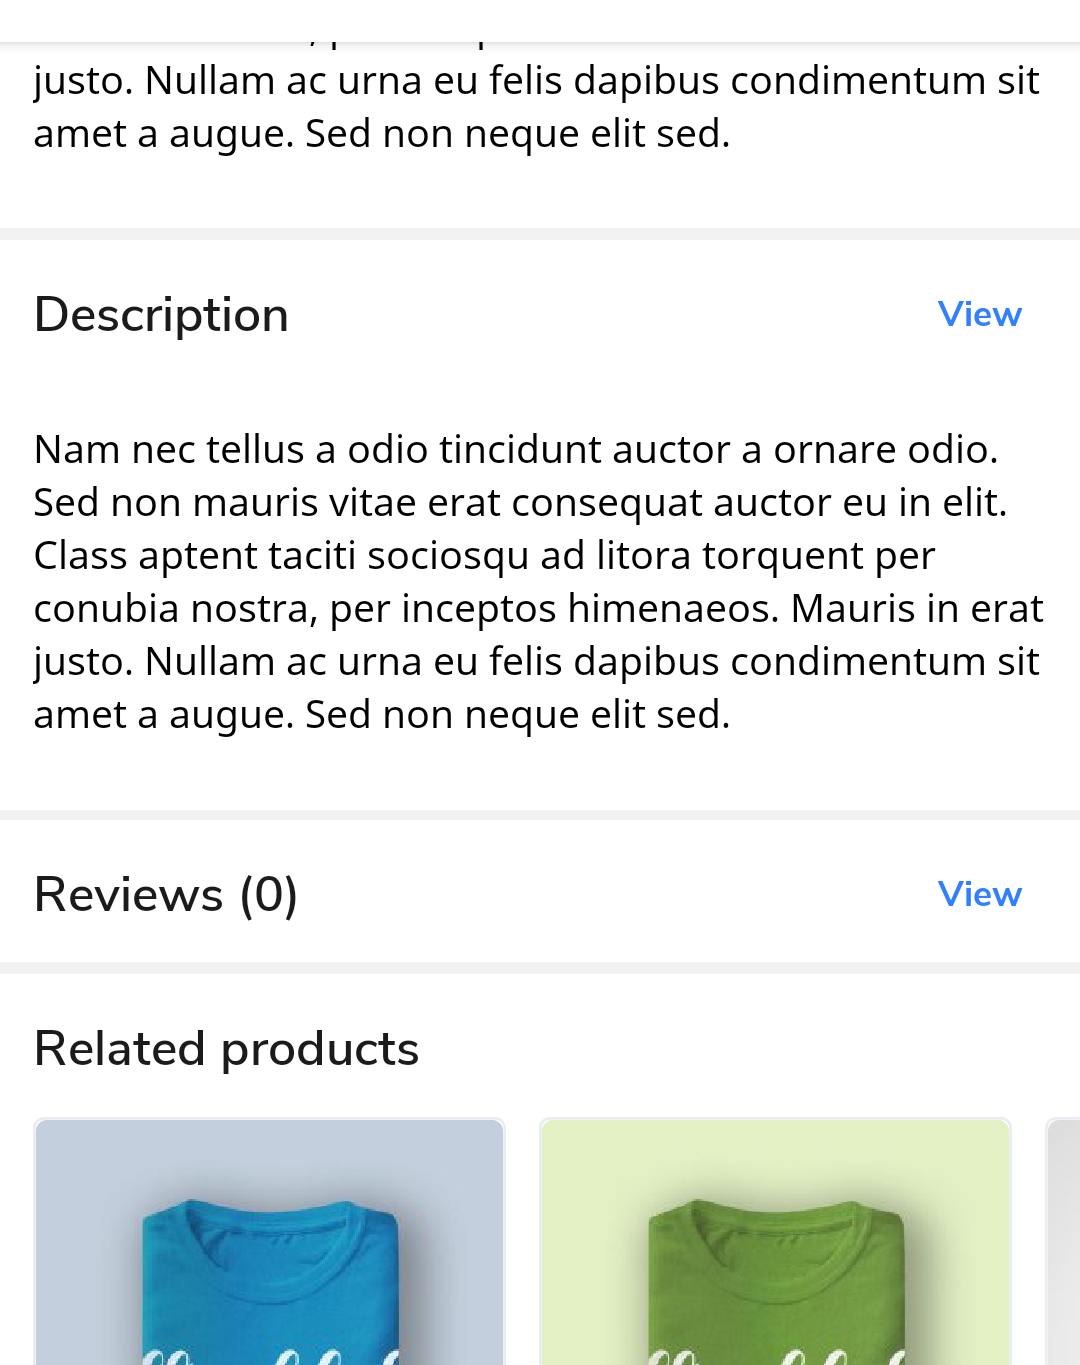 justo. Nullam ac urna eu felis dapibus condimentum sit
amet a augue. Sed non neque elit sed.
Description
View
Nam nec tellus a odio tincidunt auctor a ornare odio.
Sed non mauris vitae erat consequat auctor eu in elit.
Class aptent taciti sociosqu ad litora torquent per
conubia nostra, per inceptos himenaeos. Mauris in erat
justo. Nullam ac urna eu felis dapibus condimentum sit
amet a augue. Sed non neque elit sed.
Reviews (0)
View
Related products